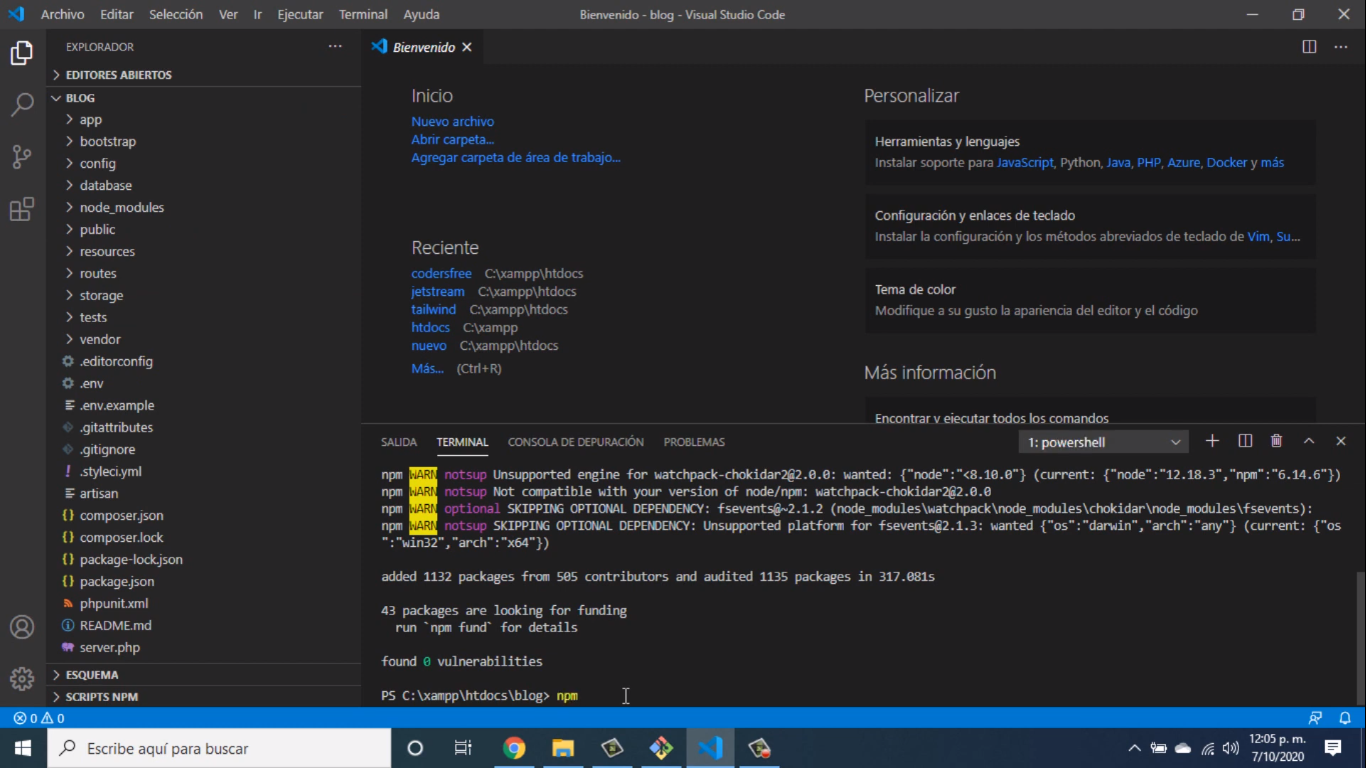 Archivo Editar Selección Ver Ir Ejecutar Terminal Ayuda
Bienvenido - blog - Visual Studio Code
EXPLORADOR
EDITORES ABIERTOS
BLOG
app
bootstrap
config
database
node_modules
public
resources
routes
storage
tests
vendor
.editorconfig
.env
.env.example
.gitattributes
.gitignore
.styleci.yml
artisan
composer.json
composer.lock
package-lock.json
package.json
phpunit.xml
README.md
server.php
ESQUEMA
SCRIPTS NPM
Bienvenido
Inicio
Nuevo archivo
Abrir carpeta...
Agregar carpeta de área de trabajo...
Reciente
codersfree C:\xampp\htdocs
jetstream C:\xampp\htdocs
tailwind C:\xampp\htdocs
htdocs C:\xampp
nuevo C:\xampp\htdocs
Más... (Ctrl+R)
Personalizar
Herramientas y lenguajes
Instalar soporte para JavaScript, Python, Java, PHP, Azure, Docker y más
Configuración y enlaces de teclado
Instalar la configuración y los métodos abreviados de teclado de Vim, Su...
Tema de color
Modifique a su gusto la apariencia del editor y el código
Más información
Encontrar y ejecutar todos los comandos
SALIDA TERMINAL CONSOLA DE DEPURACIÓN PROBLEMAS
1: powershell
npm WARN notsup Unsupported engine for watchpack-chokidar2@2.0.0: wanted: {"node":"<8.10.0"} (current: {"node":"12.18.3","npm":"6.14.6"})
npm WARN notsup Not compatible with your version of node/npm: watchpack-chokidar2@2.0.0
npm WARN optional SKIPPING OPTIONAL DEPENDENCY: fsevents@~2.1.2 (node_modules\watchpack\node_modules\chokidar\node_modules\fsevents):
npm WARN notsup SKIPPING OPTIONAL DEPENDENCY: Unsupported platform for fsevents@2.1.3: wanted {"os":"darwin","arch":"any"} (current: {"os
":"win32","arch":"x64"})
added 1132 packages from 505 contributors and audited 1135 packages in 317.081s
43 packages are looking for funding
run `npm fund` for details
found 0 vulnerabilities
PS C:\xampp\htdocs\blog> npm
0 0
Escribe aquí para buscar
12:05 p. m.
7/10/2020